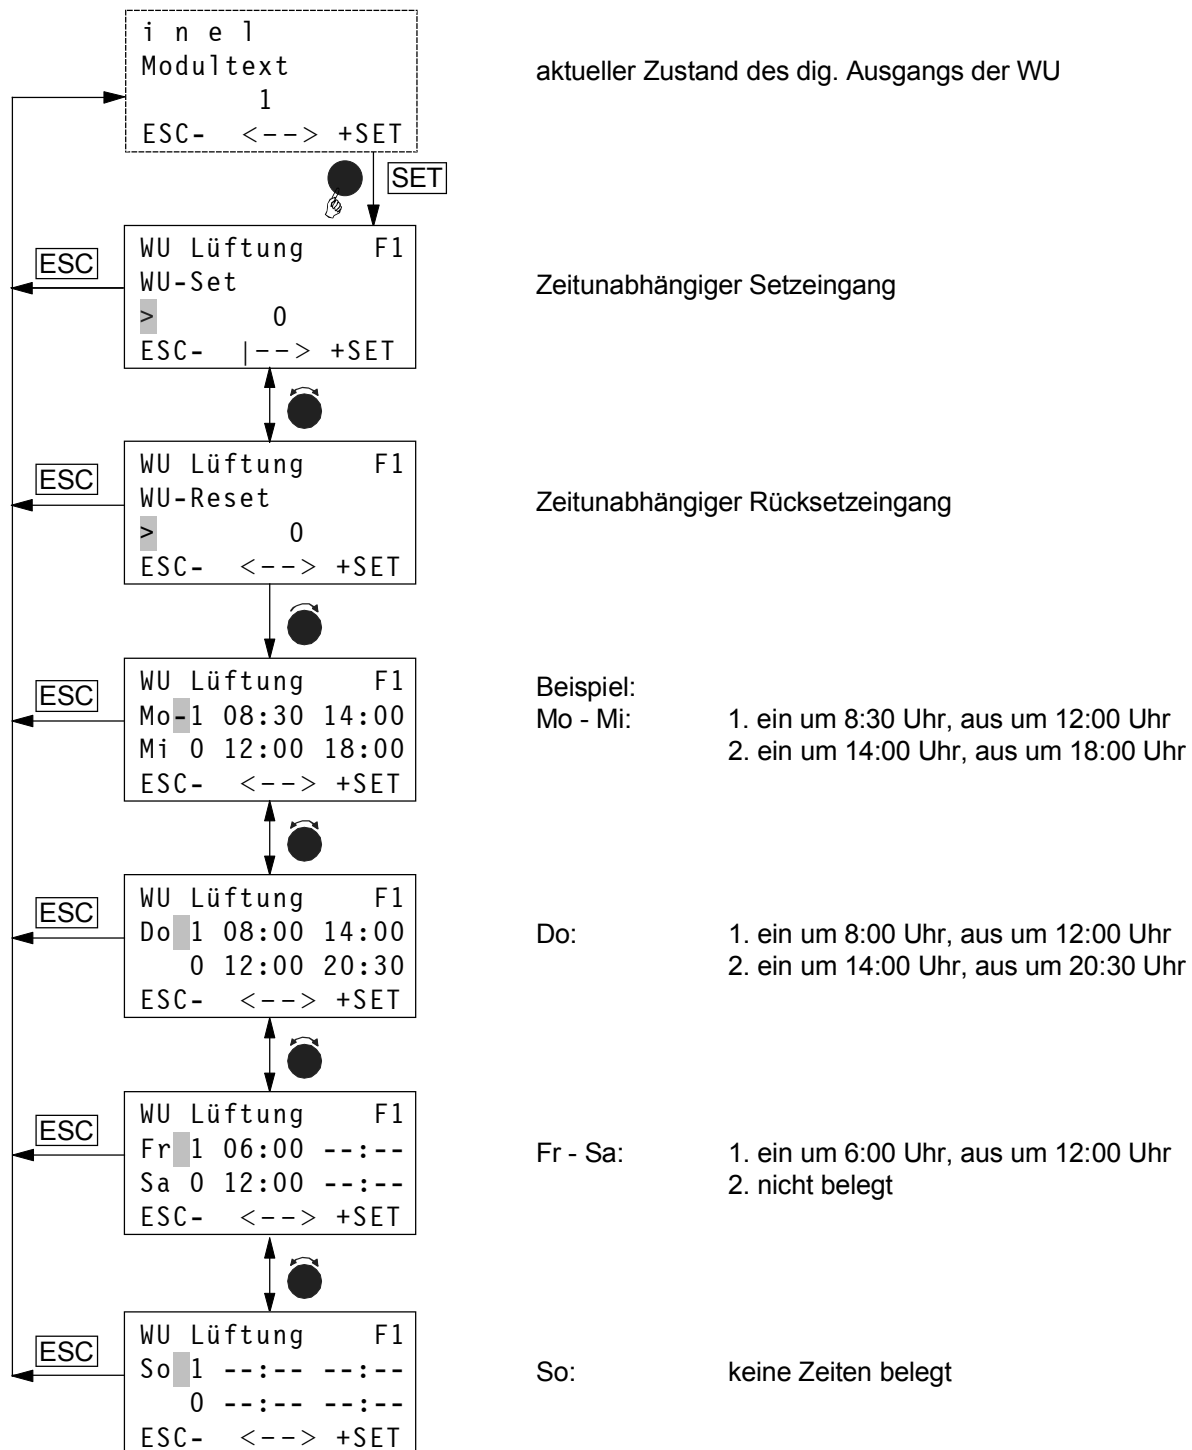 i n e l
Modultext
1
ESC-  <--> +SET
aktueller Zustand des dig. Ausgangs der WU
SET
ESC
WU Lüftung    F1
WU-Set
>       0
ESC-  |--> +SET
Zeitunabhängiger Setzeingang
ESC
WU Lüftung    F1
WU-Reset
>        0
ESC-  <--> +SET
Zeitunabhängiger Rücksetzeingang
ESC
WU Lüftung    F1
Mo-1 08:30 14:00
Mi 0 12:00 18:00
ESC-  <--> +SET
Beispiel:
Mo - Mi: 1. ein um 8:30 Uhr, aus um 12:00 Uhr
2. ein um 14:00 Uhr, aus um 18:00 Uhr
ESC
WU Lüftung    F1
Do 1 08:00 14:00
0 12:00 20:30
ESC-  <--> +SET
Do: 1. ein um 8:00 Uhr, aus um 12:00 Uhr
2. ein um 14:00 Uhr, aus um 20:30 Uhr
ESC
WU Lüftung    F1
Fr 1 06:00 --:--
Sa 0 12:00 --:--
ESC-  <--> +SET
Fr - Sa: 1. ein um 6:00 Uhr, aus um 12:00 Uhr
2. nicht belegt
ESC
WU Lüftung    F1
So 1 --:-- --:--
0 --:-- --:--
ESC-  <--> +SET
So: keine Zeiten belegt